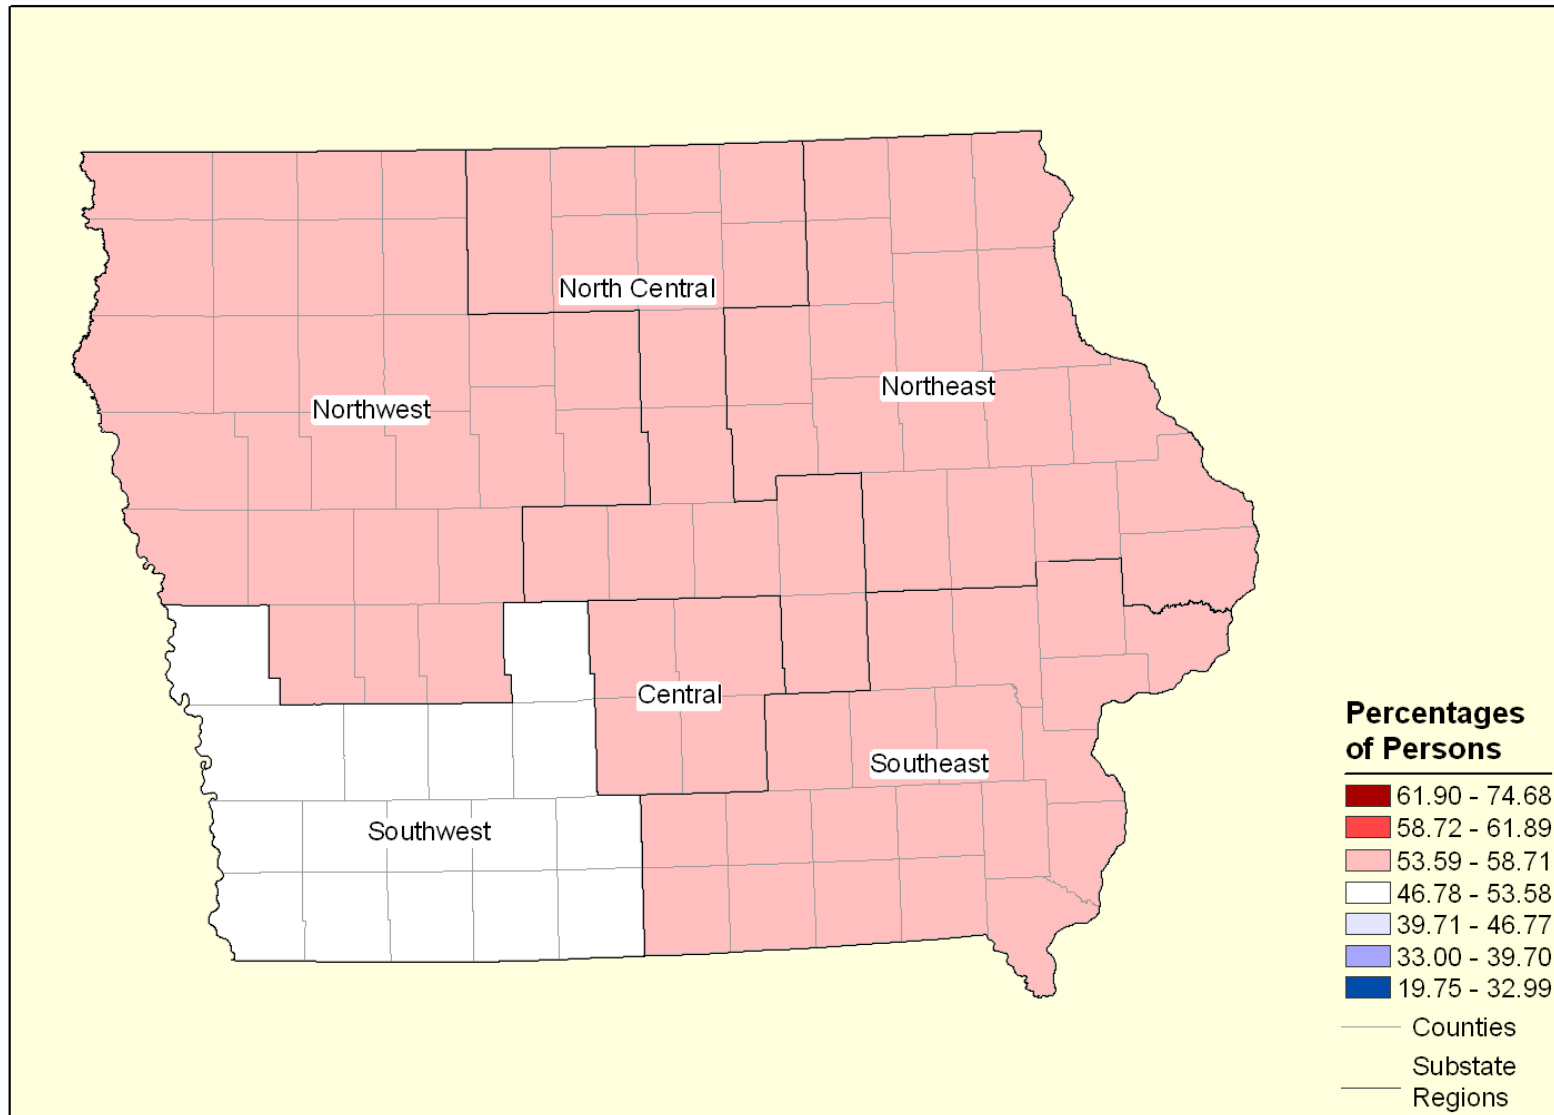 North Central
Northeast
Northwest
Central
Southeast
Southwest
Percentages
of Persons
61.90 - 74.68
58.72 - 61.89
53.59 - 58.71
46.78 - 53.58
39.71 - 46.77
33.00 - 39.70
19.75 - 32.99
Counties
Substate
Regions